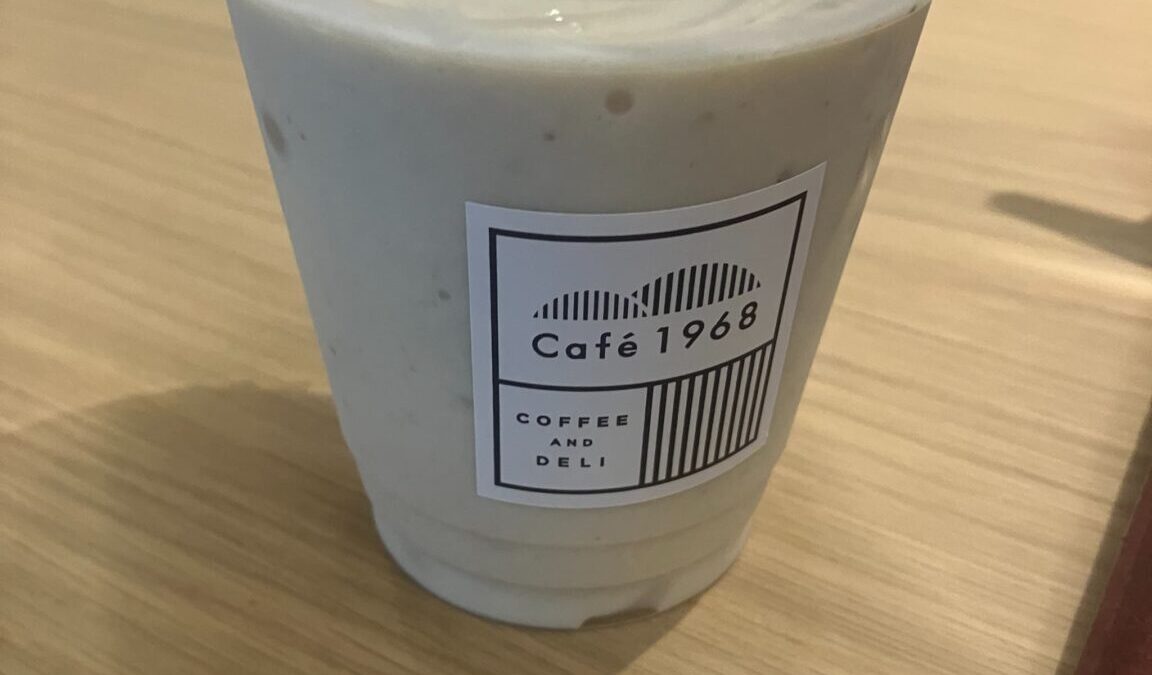 Café 1968
COFFEE
AND
DELI